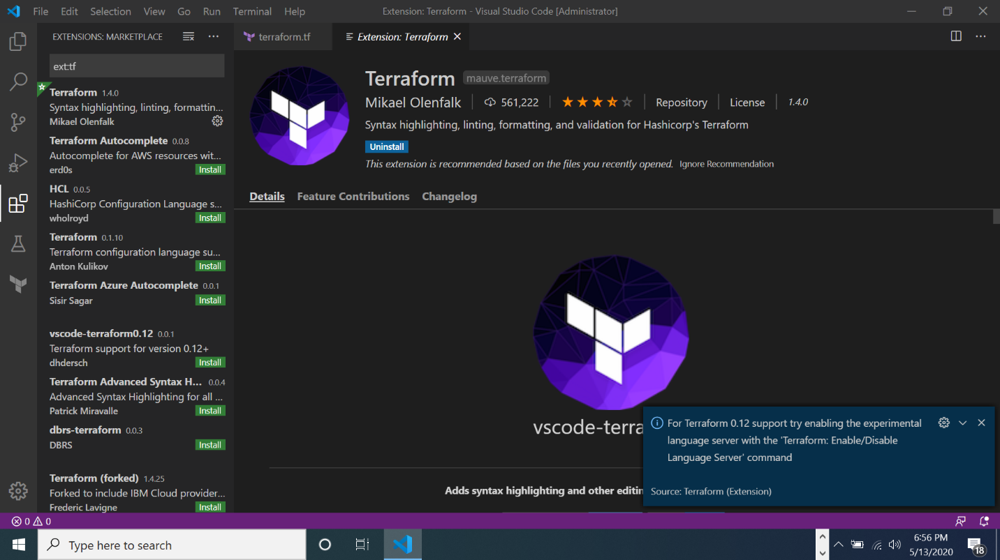 File Edit Selection View Go Run Terminal Help Extension: Terraform - Visual Studio Code [Administrator]
EXTENSIONS: MARKETPLACE
ext:tf
Terraform 1.4.0
Syntax highlighting, linting, formattin...
Mikael Olenfalk
Terraform Autocomplete 0.0.8
Autocomplete for AWS resources wit...
erd0s Install
HCL 0.0.5
HashiCorp Configuration Language s...
wholroyd Install
Terraform 0.1.10
Terraform configuration language su...
Anton Kulikov Install
Terraform Azure Autocomplete 0.0.1
Sisir Sagar Install
vscode-terraform0.12 0.0.1
Terraform support for version 0.12+
dhdersch Install
Terraform Advanced Syntax H... 0.0.4
Advanced Syntax Highlighting for all ...
Patrick Miravalle Install
dbrs-terraform 0.0.3
DBRS Install
Terraform (forked) 1.4.25
Forked to include IBM Cloud provider...
Frederic Lavigne Install
terraform.tf Extension: Terraform
Terraform mauve.terraform
Mikael Olenfalk 561,222 Repository License 1.4.0
Syntax highlighting, linting, formatting, and validation for Hashicorp's Terraform
Uninstall
This extension is recommended based on the files you recently opened. Ignore Recommendation
Details Feature Contributions Changelog
vscode-terra
Adds syntax highlighting and other editin
For Terraform 0.12 support try enabling the experimental
language server with the 'Terraform: Enable/Disable
Language Server' command
Source: Terraform (Extension)
0 0
Type here to search
6:56 PM
5/13/2020
18